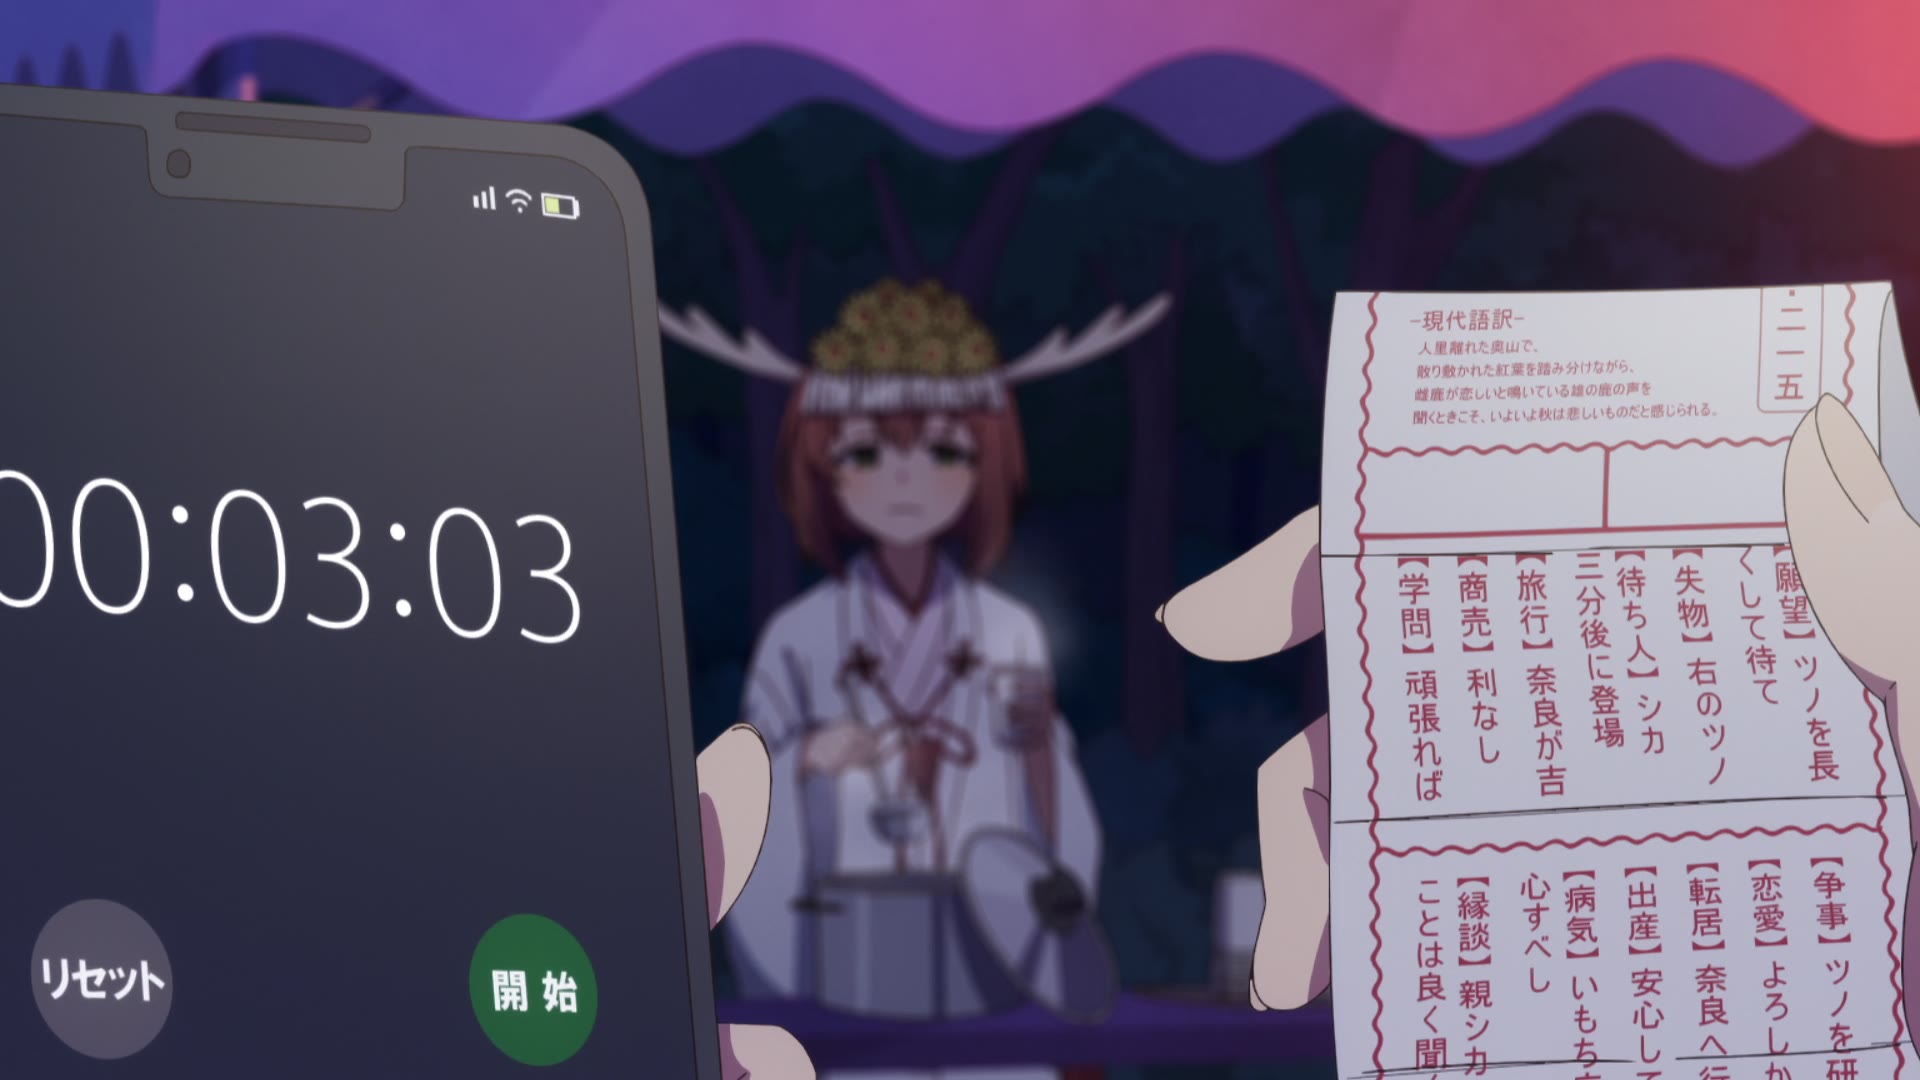 00:03:03
リセット
開始
・二一五
−現代語訳−
人里離れた奥山で、
散り敷かれた紅葉を踏み分けながら、
雌鹿が恋しいと鳴いている雄の鹿の声を
聞くときこそ、いよいよ秋は悲しいものだと感じられる。
【願望】ツノを長
くして待て
【失物】右のツノ
【待ち人】シカ
三分後に登場
【旅行】奈良が吉
【商売】利なし
【学問】頑張れば
【争事】ツノを研
【恋愛】よろしか
【転居】奈良へ行
【出産】安心して
【病気】いもち
心すべし
【縁談】親シカ
ことは良く聞